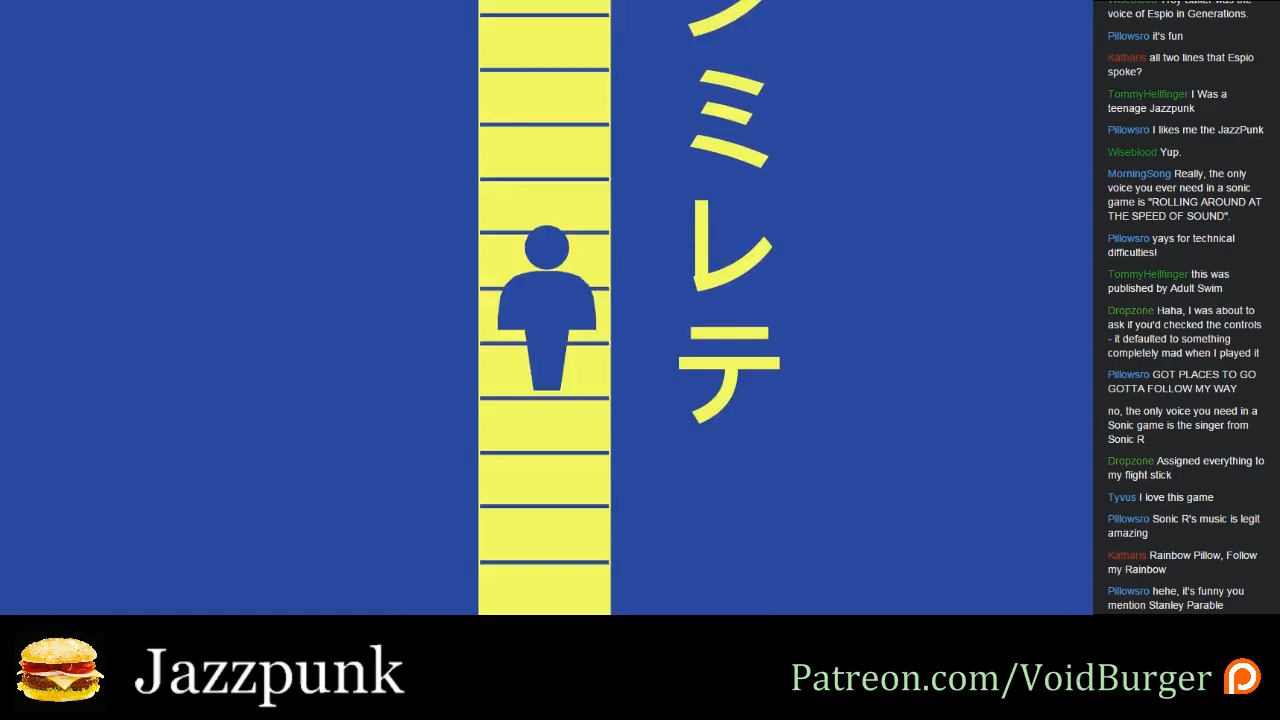 ミ
レ
テ
voice of Espio in Generations.
Pillowsro it's fun
Katharis all two lines that Espio
spoke?
TommyHellfinger I Was a
teenage Jazzpunk
Pillowsro I likes me the JazzPunk
Wiseblood Yup.
MorningSong Really, the only
voice you ever need in a sonic
game is "ROLLING AROUND AT
THE SPEED OF SOUND".
Pillowsro yays for technical
difficulties!
TommyHellfinger this was
published by Adult Swim
Dropzone Haha, I was about to
ask if you'd checked the controls
- it defaulted to something
completely mad when I played it
Pillowsro GOT PLACES TO GO
GOTTA FOLLOW MY WAY
no, the only voice you need in a
Sonic game is the singer from
Sonic R
Dropzone Assigned everything to
my flight stick
Tyvus I love this game
Pillowsro Sonic R's music is legit
amazing
Katharis Rainbow Pillow, Follow
my Rainbow
Pillowsro hehe, it's funny you
mention Stanley Parable
Jazzpunk
Patreon.com/VoidBurger